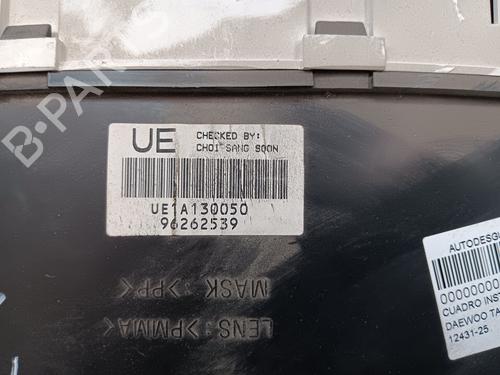 B-PARTS
UE
CHECKED BY:
CHOI SANG SOON
UE1A130050
96262539
MASK : >PP<
LENS : >PMMA<
AUTODESGU
00000000
CUADRO INST
DAEWOO TA
12431-25